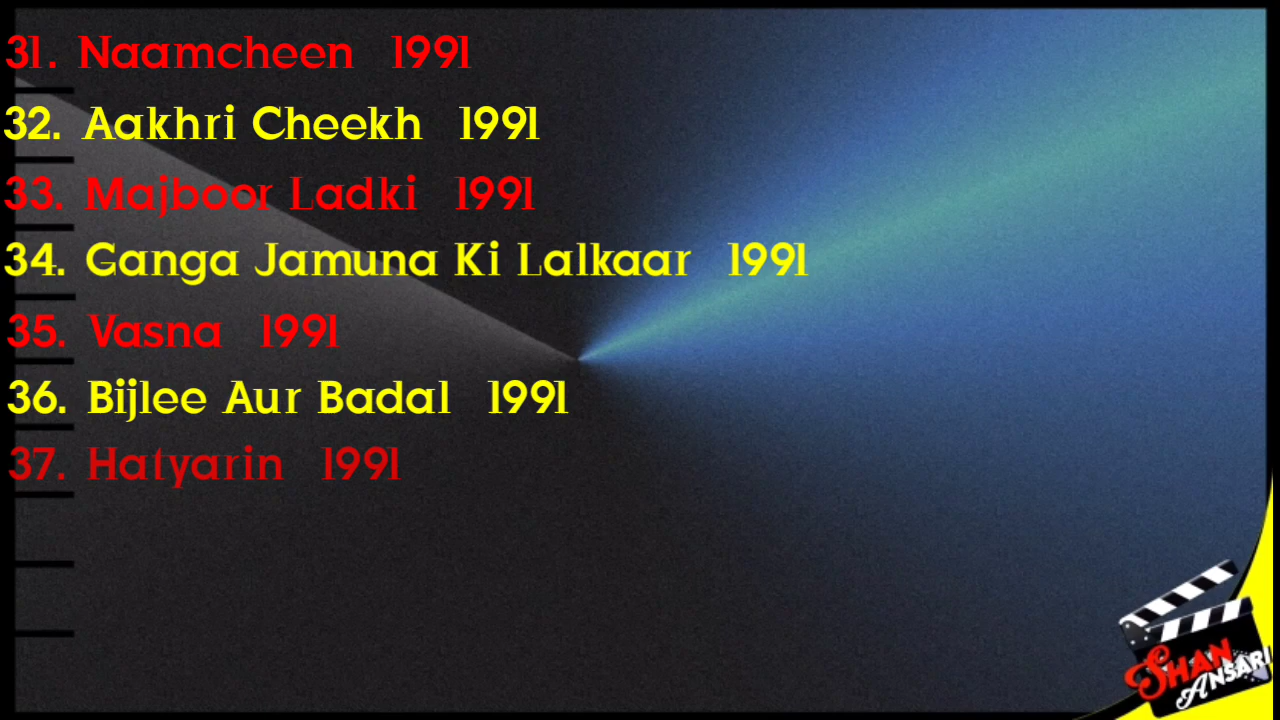 31. Naamcheen 1991
32. Aakhri Cheekh 1991
33. Majboor Ladki 1991
34. Ganga Jamuna Ki Lalkaar 1991
35. Vasna 1991
36. Bijlee Aur Badal 1991
37. Hatyarin 1991
SHAN
ANSARI